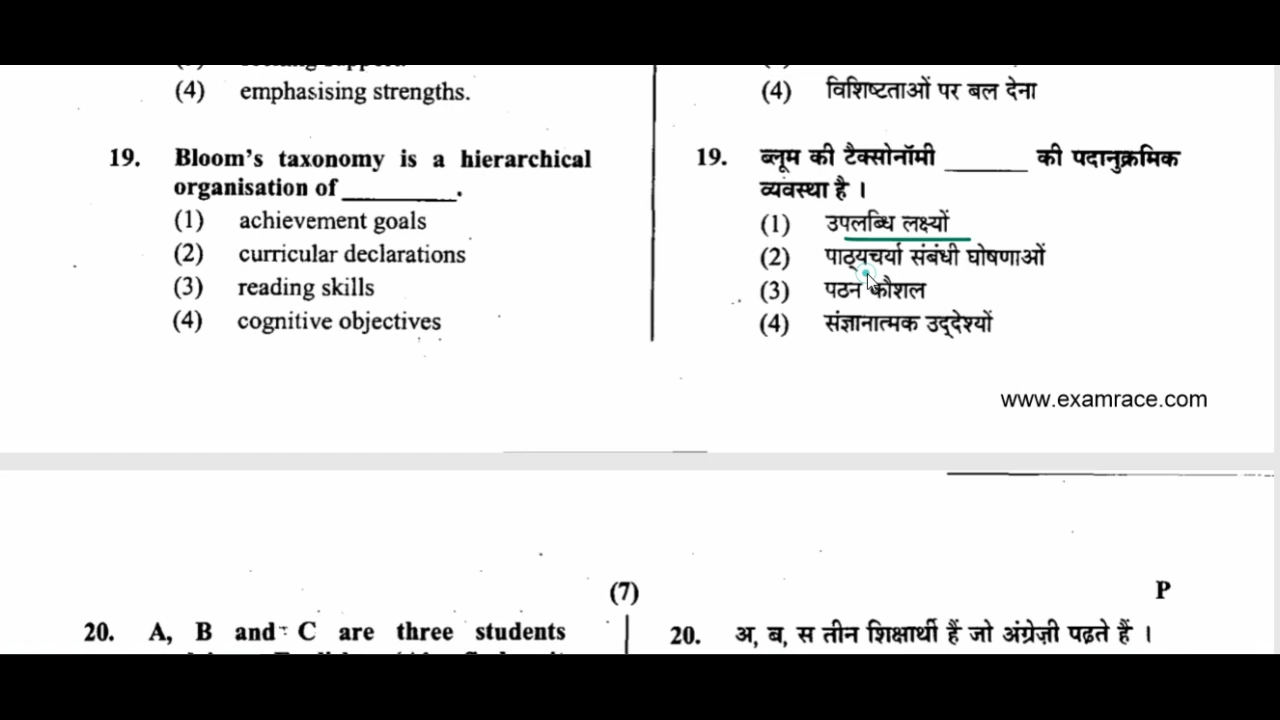 (4) emphasising strengths.
19. Bloom's taxonomy is a hierarchical
organisation of ________.
(1) achievement goals
(2) curricular declarations
(3) reading skills
(4) cognitive objectives
(4) विशिष्टताओं पर बल देना
19. ब्लूम की टैक्सोनॉमी ________ की पदानुक्रमिक
व्यवस्था है ।
(1) उपलब्धि लक्ष्यों
(2) पाठ्यचर्या संबंधी घोषणाओं
(3) पठन कौशल
(4) संज्ञानात्मक उद्देश्यों
www.examrace.com
(7)
P
20. A, B and C are three students
20. अ, ब, स तीन शिक्षार्थी हैं जो अंग्रेज़ी पढ़ते हैं ।